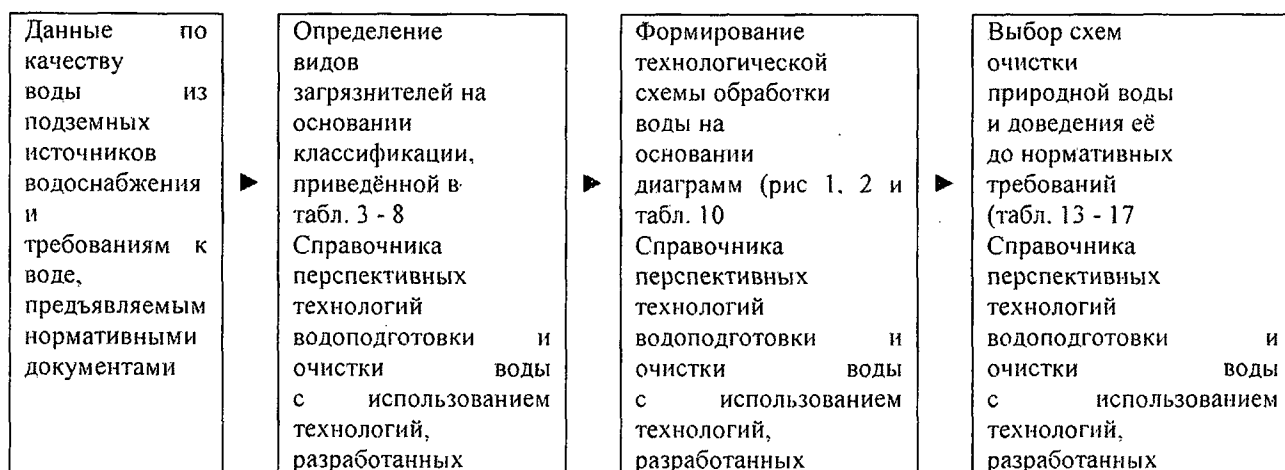 Данные по
качеству
воды из
подземных
источников
водоснабжения
и
требованиям к
воде,
предъявляемым
нормативными
документами
Определение
видов
загрязнителей на
основании
классификации,
приведённой в
табл. 3 - 8
Справочника
перспективных
технологий
водоподготовки и
очистки воды
с использованием
технологий,
разработанных
Формирование
технологической
схемы обработки
воды на
основании
диаграмм (рис 1, 2 и
табл. 10
Справочника
перспективных
технологий
водоподготовки и
очистки воды
с использованием
технологий,
разработанных
Выбор схем
очистки
природной воды
и доведения её
до нормативных
требований
(табл. 13 - 17
Справочника
перспективных
технологий
водоподготовки и
очистки воды
с использованием
технологий,
разработанных